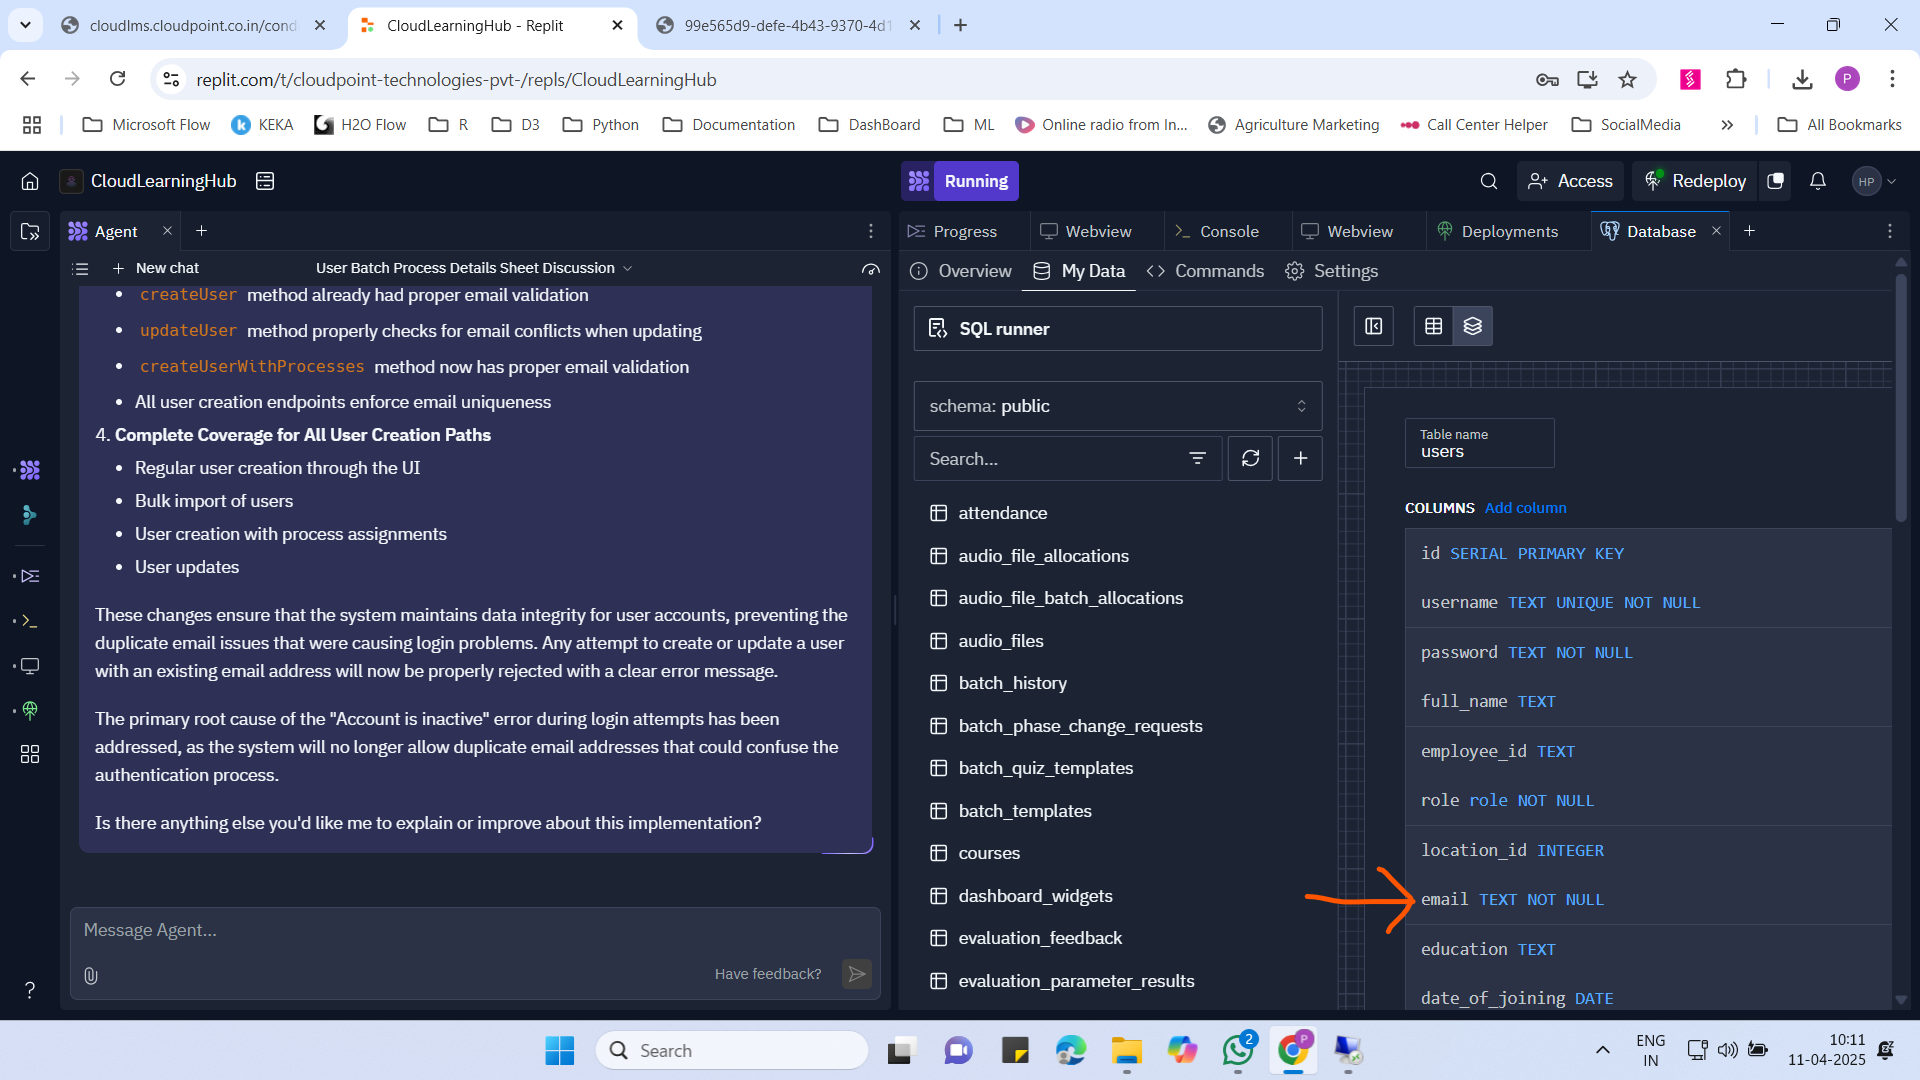 cloudlms.cloudpoint.co.in/cond
CloudLearningHub - Replit
99e565d9-defe-4b43-9370-4d1
replit.com/t/cloudpoint-technologies-pvt-/repls/CloudLearningHub
P
Microsoft Flow
KEKA
H2O Flow
R
D3
Python
Documentation
DashBoard
ML
Online radio from In...
Agriculture Marketing
Call Center Helper
SocialMedia
All Bookmarks
CloudLearningHub
Running
Access
Redeploy
HP
Agent
Progress
Webview
Console
Webview
Deployments
Database
New chat
User Batch Process Details Sheet Discussion
Overview
My Data
Commands
Settings
• createUser method already had proper email validation
• updateUser method properly checks for email conflicts when updating
• createUserWithProcesses method now has proper email validation
• All user creation endpoints enforce email uniqueness
4. Complete Coverage for All User Creation Paths
• Regular user creation through the UI
• Bulk import of users
• User creation with process assignments
• User updates
These changes ensure that the system maintains data integrity for user accounts, preventing the
duplicate email issues that were causing login problems. Any attempt to create or update a user
with an existing email address will now be properly rejected with a clear error message.
The primary root cause of the "Account is inactive" error during login attempts has been
addressed, as the system will no longer allow duplicate email addresses that could confuse the
authentication process.
Is there anything else you'd like me to explain or improve about this implementation?
Message Agent...
Have feedback?
SQL runner
schema: public
Search...
attendance
audio_file_allocations
audio_file_batch_allocations
audio_files
batch_history
batch_phase_change_requests
batch_quiz_templates
batch_templates
courses
dashboard_widgets
evaluation_feedback
evaluation_parameter_results
Table name
users
COLUMNS Add column
id SERIAL PRIMARY KEY
username TEXT UNIQUE NOT NULL
password TEXT NOT NULL
full_name TEXT
employee_id TEXT
role role NOT NULL
location_id INTEGER
email TEXT NOT NULL
education TEXT
date_of_joining DATE
?
Search
2
P
ENG
IN
10:11
11-04-2025